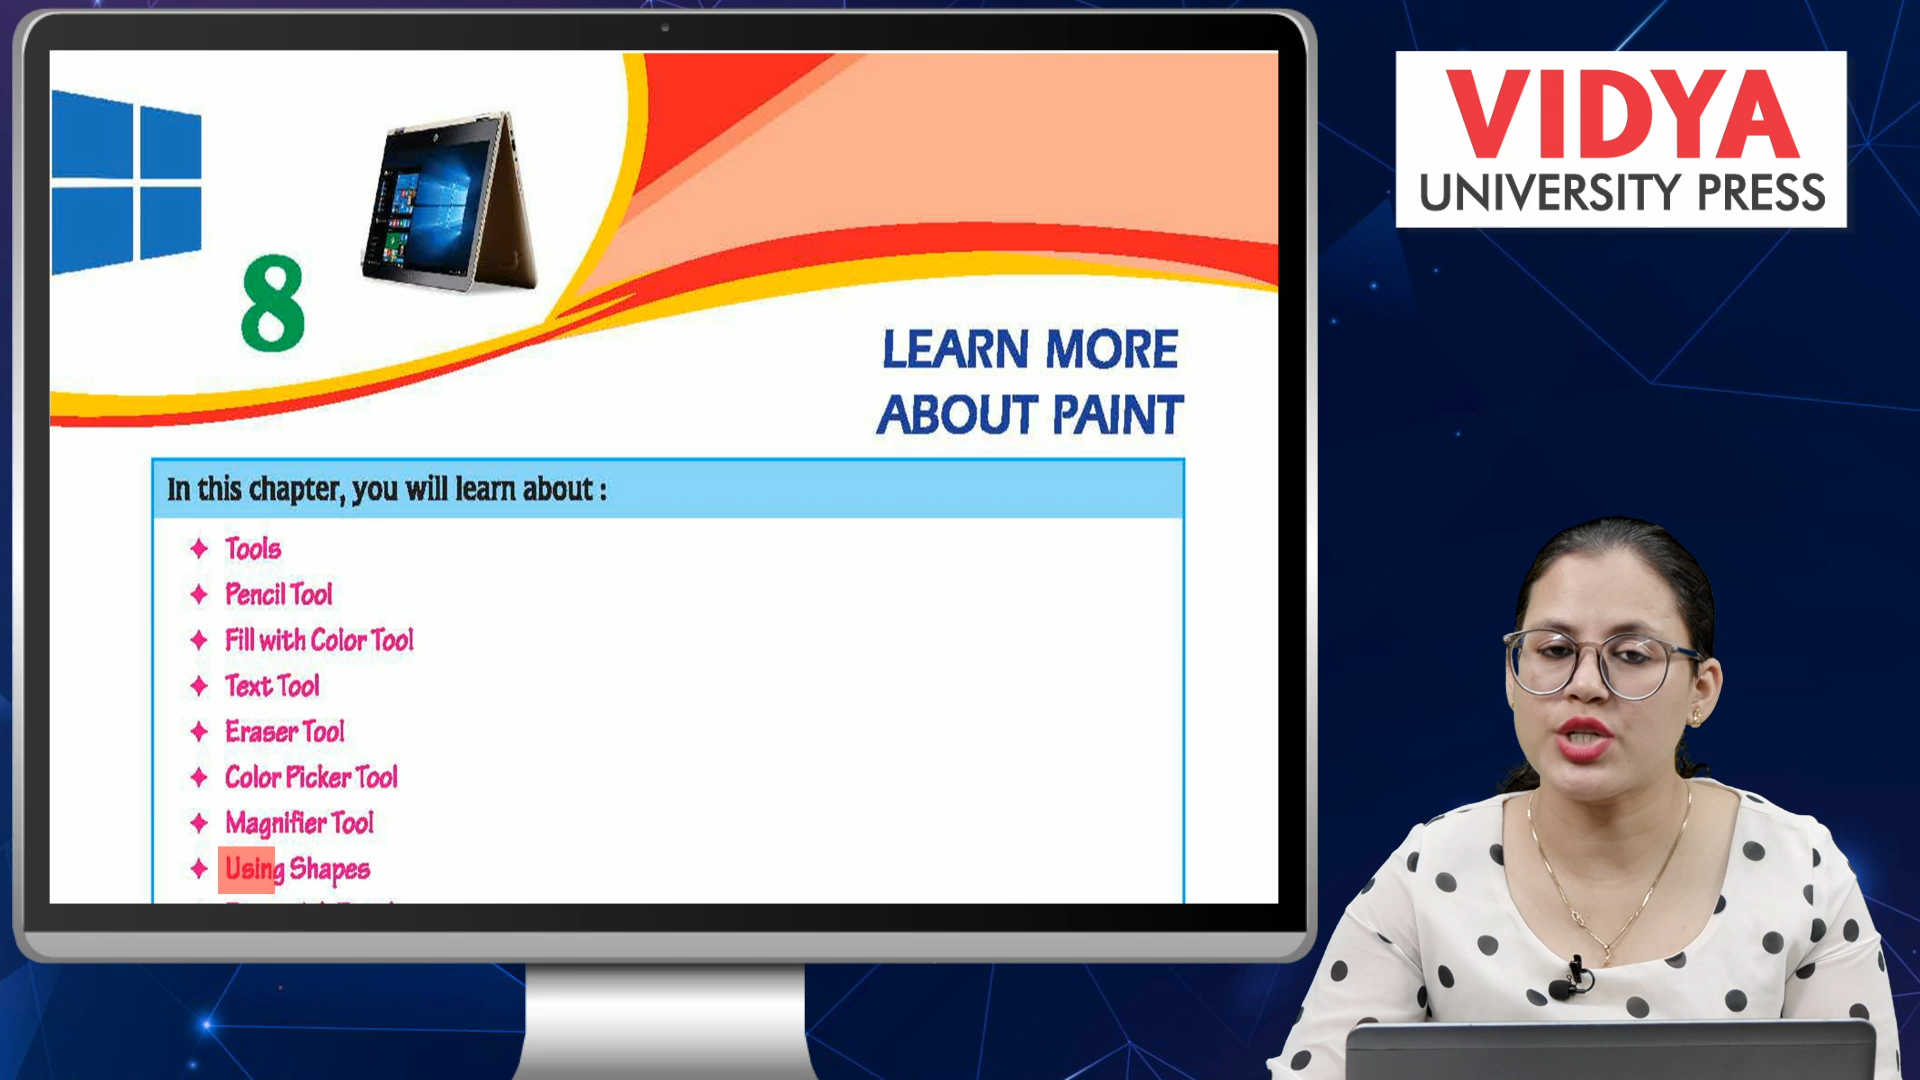 VIDYA
UNIVERSITY PRESS
8
LEARN MORE
ABOUT PAINT
In this chapter, you will learn about :
Tools
Pencil Tool
Fill with Color Tool
Text Tool
Eraser Tool
Color Picker Tool
Magnifier Tool
Using Shapes